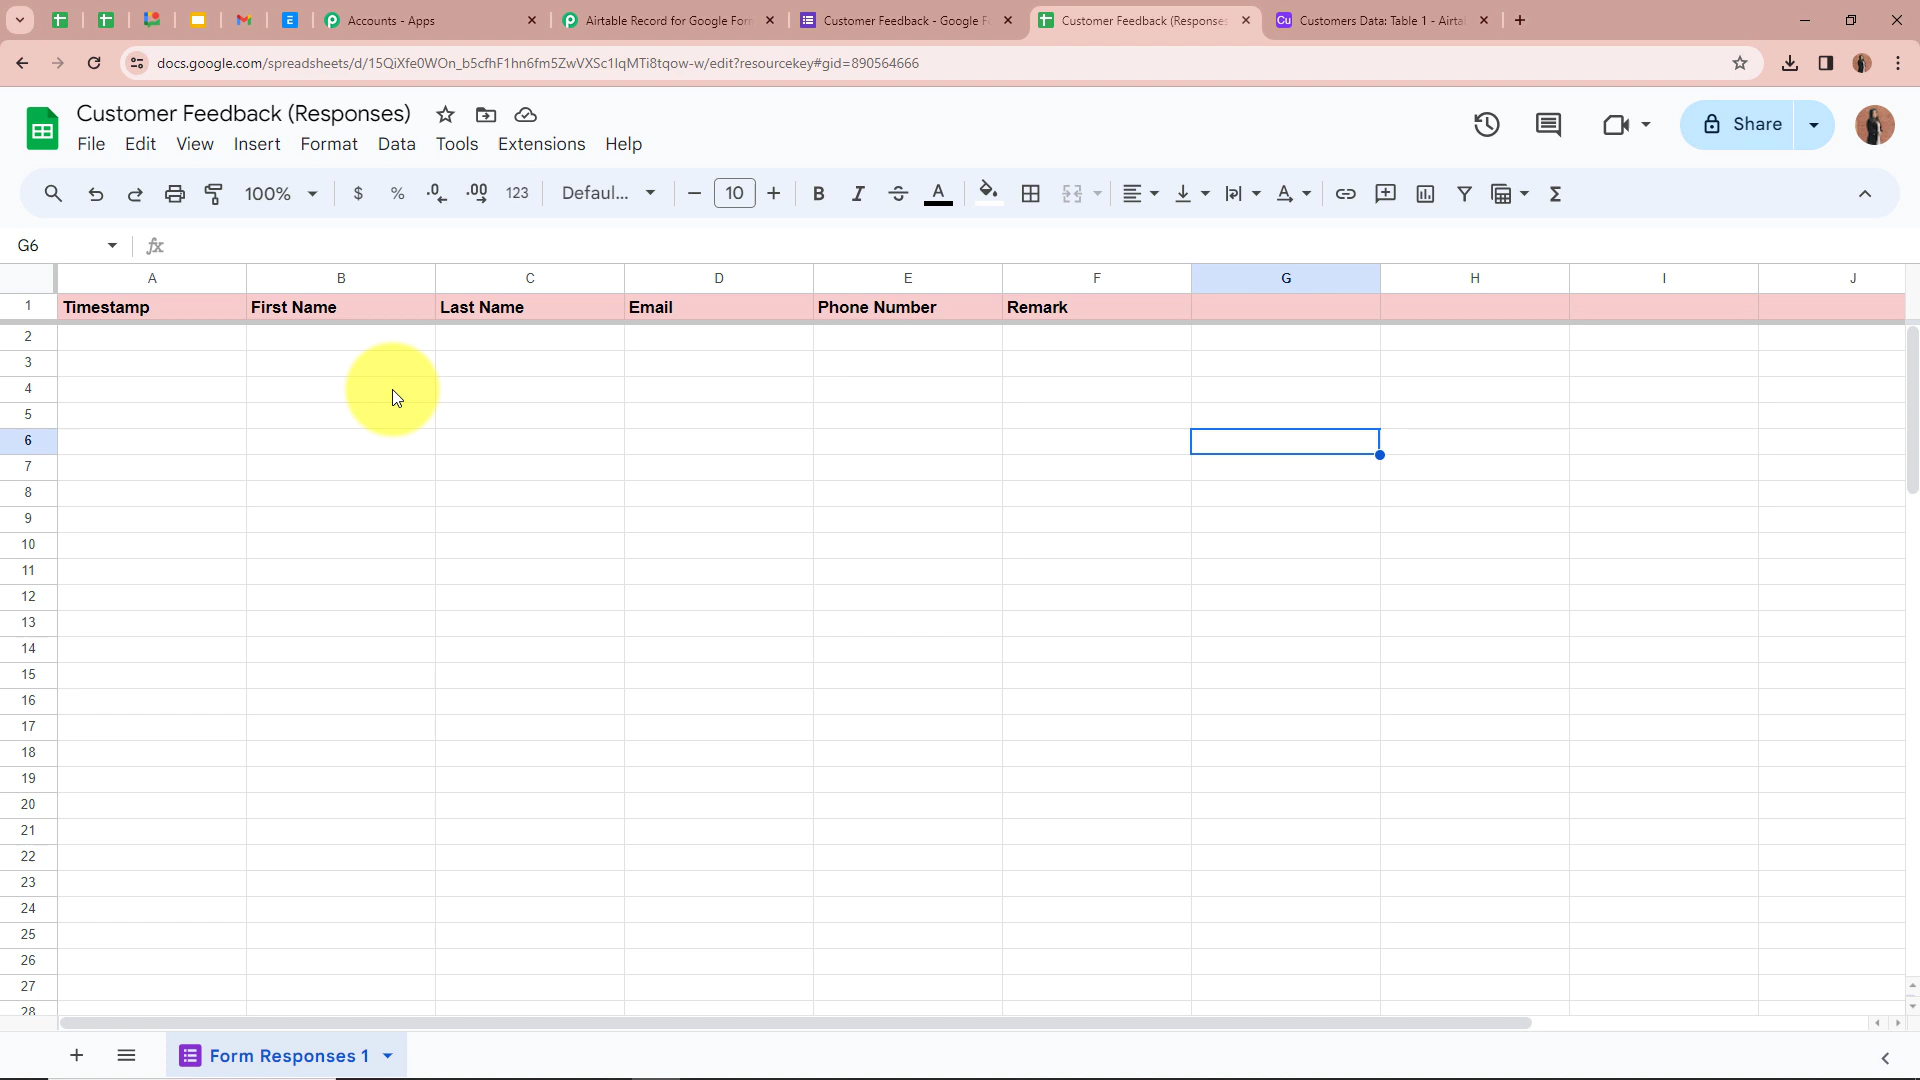 Accounts - Apps
Airtable Record for Google For
Customer Feedback - Google F
Customer Feedback (Responses
Customers Data: Table 1 - Airta
docs.google.com/spreadsheets/d/15QiXfe0WOn_b5cfhF1hn6fm5ZwVXSc1lqMTi8tqow-w/edit?resourcekey#gid=890564666
Customer Feedback (Responses)
Share
File Edit View Insert Format Data Tools Extensions Help
100% $ % .0 .00 123 Defaul... 10 B I S A
G6 fx
A B C D E F G H I J
1 Timestamp First Name Last Name Email Phone Number Remark
2
3
4
5
6
7
8
9
10
11
12
13
14
15
16
17
18
19
20
21
22
23
24
25
26
27
28
Form Responses 1